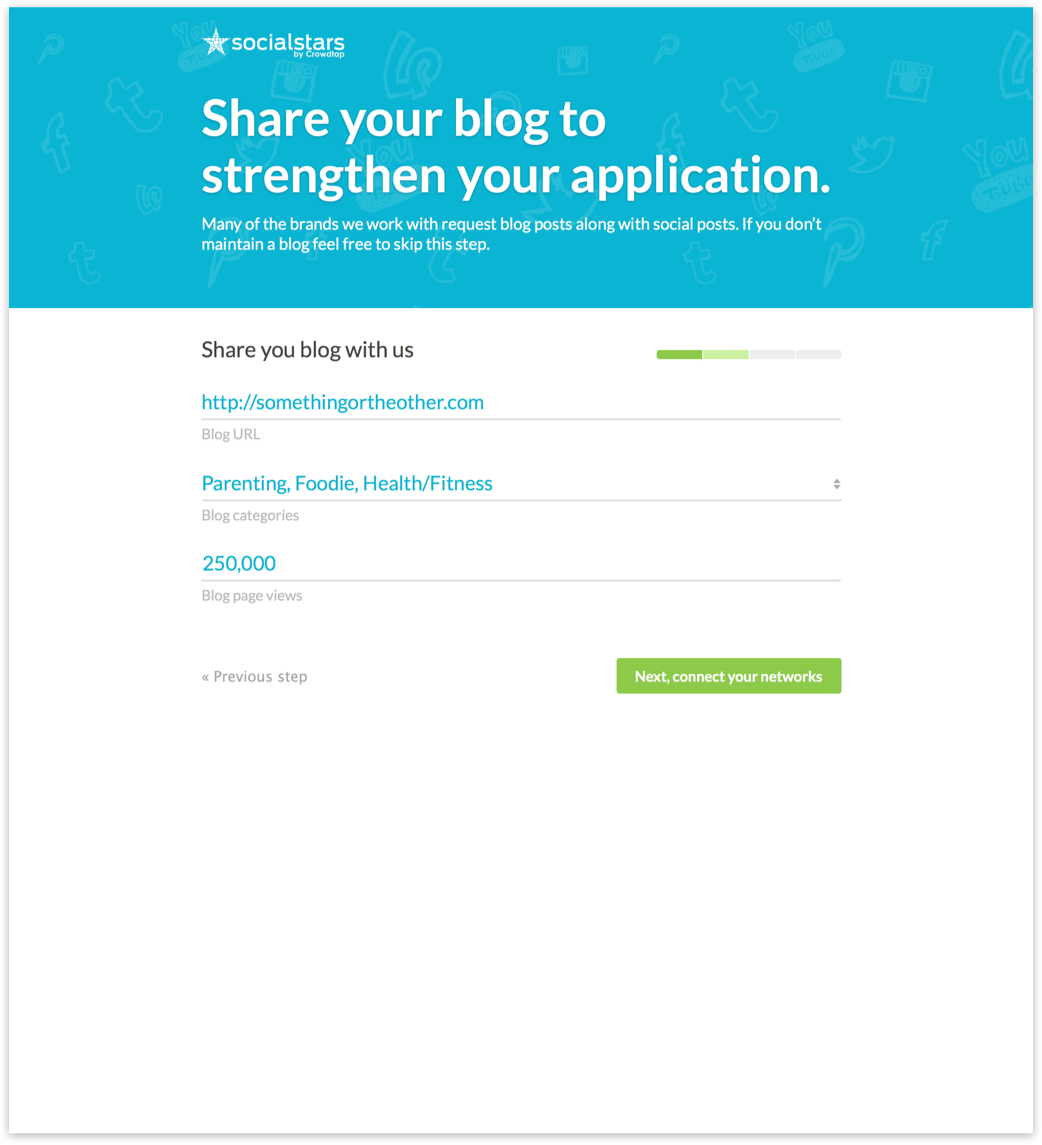 socialstars
by Crowdtap
Share your blog to
strengthen your application.
Many of the brands we work with request blog posts along with social posts. If you don't
maintain a blog feel free to skip this step.
Share you blog with us
http://somethingortheother.com
Blog URL
Parenting, Foodie, Health/Fitness
Blog categories
250,000
Blog page views
« Previous step
Next, connect your networks